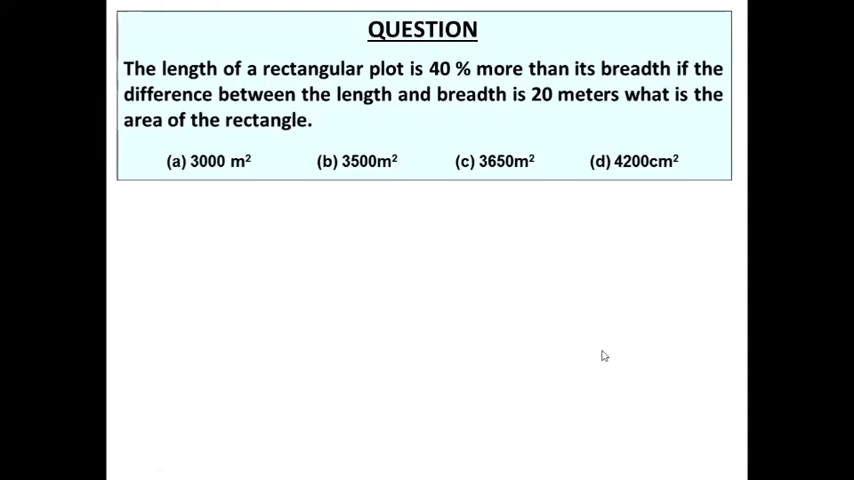 QUESTION
The length of a rectangular plot is 40 % more than its breadth if the
difference between the length and breadth is 20 meters what is the
area of the rectangle.
(a) 3000 m² (b) 3500m² (c) 3650m² (d) 4200cm²